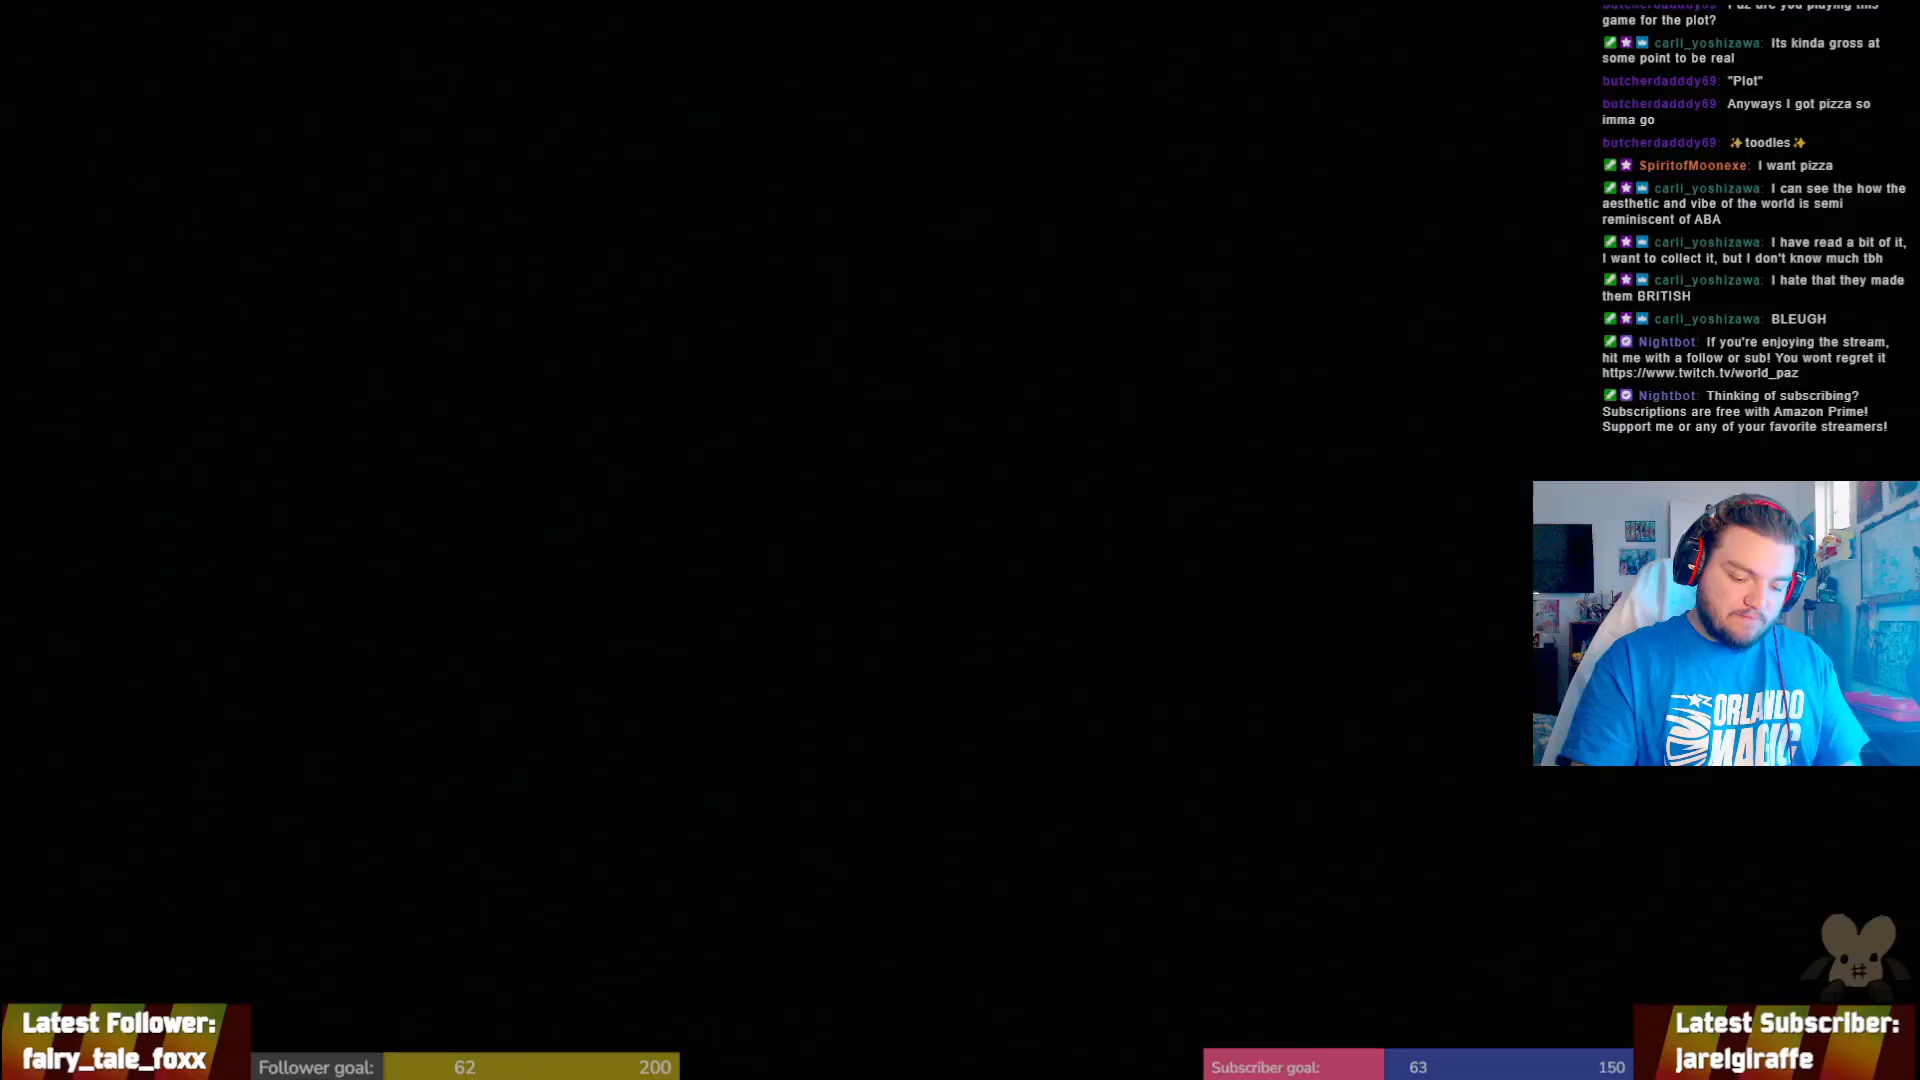 game for the plot?
carli_yoshizawa: Its kinda gross at
some point to be real
butcherdadddy69: "Plot"
butcherdadddy69: Anyways I got pizza so
imma go
butcherdadddy69: ✨toodles✨
SpiritofMoonexe: I want pizza
carli_yoshizawa: I can see the how the
aesthetic and vibe of the world is semi
reminiscent of ABA
carli_yoshizawa: I have read a bit of it,
I want to collect it, but I don't know much tbh
carli_yoshizawa: I hate that they made
them BRITISH
carli_yoshizawa: BLEUGH
Nightbot: If you're enjoying the stream,
hit me with a follow or sub! You wont regret it
https://www.twitch.tv/world_paz
Nightbot: Thinking of subscribing?
Subscriptions are free with Amazon Prime!
Support me or any of your favorite streamers!
ORLANDO
MAGIC
Latest Follower:
fairy_tale_foxx
Follower goal: 62 200
Subscriber goal: 63 150
Latest Subscriber:
jarelgiraffe